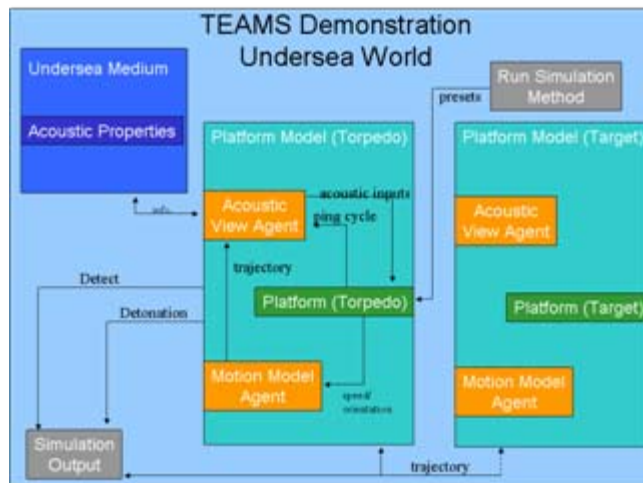 TEAMS Demonstration
Undersea World
Undersea Medium
Acoustic Properties
Run Simulation
Method
presets
Platform Model (Torpedo)
Platform Model (Target)
acoustic inputs
Acoustic
View Agent
ping cycle
Acoustic
View Agent
trajectory
Detect
Platform (Torpedo)
Platform (Target)
Detonation
Motion Model
Agent
speed/
orientation
Motion Model
Agent
Simulation
Output
trajectory